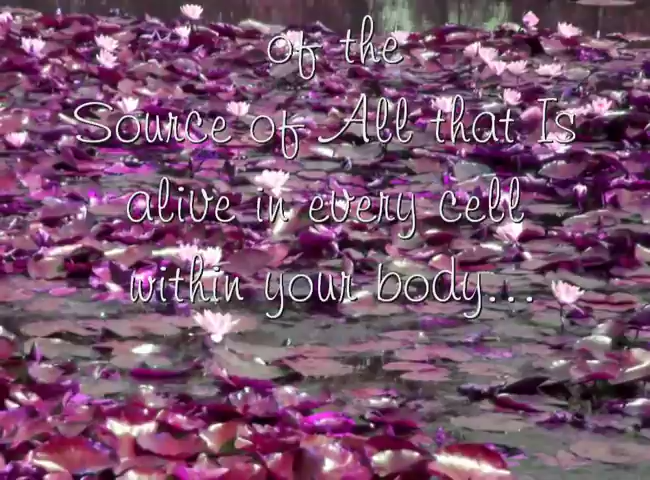 of the
Source of All that Is
alive in every cell
within your body...